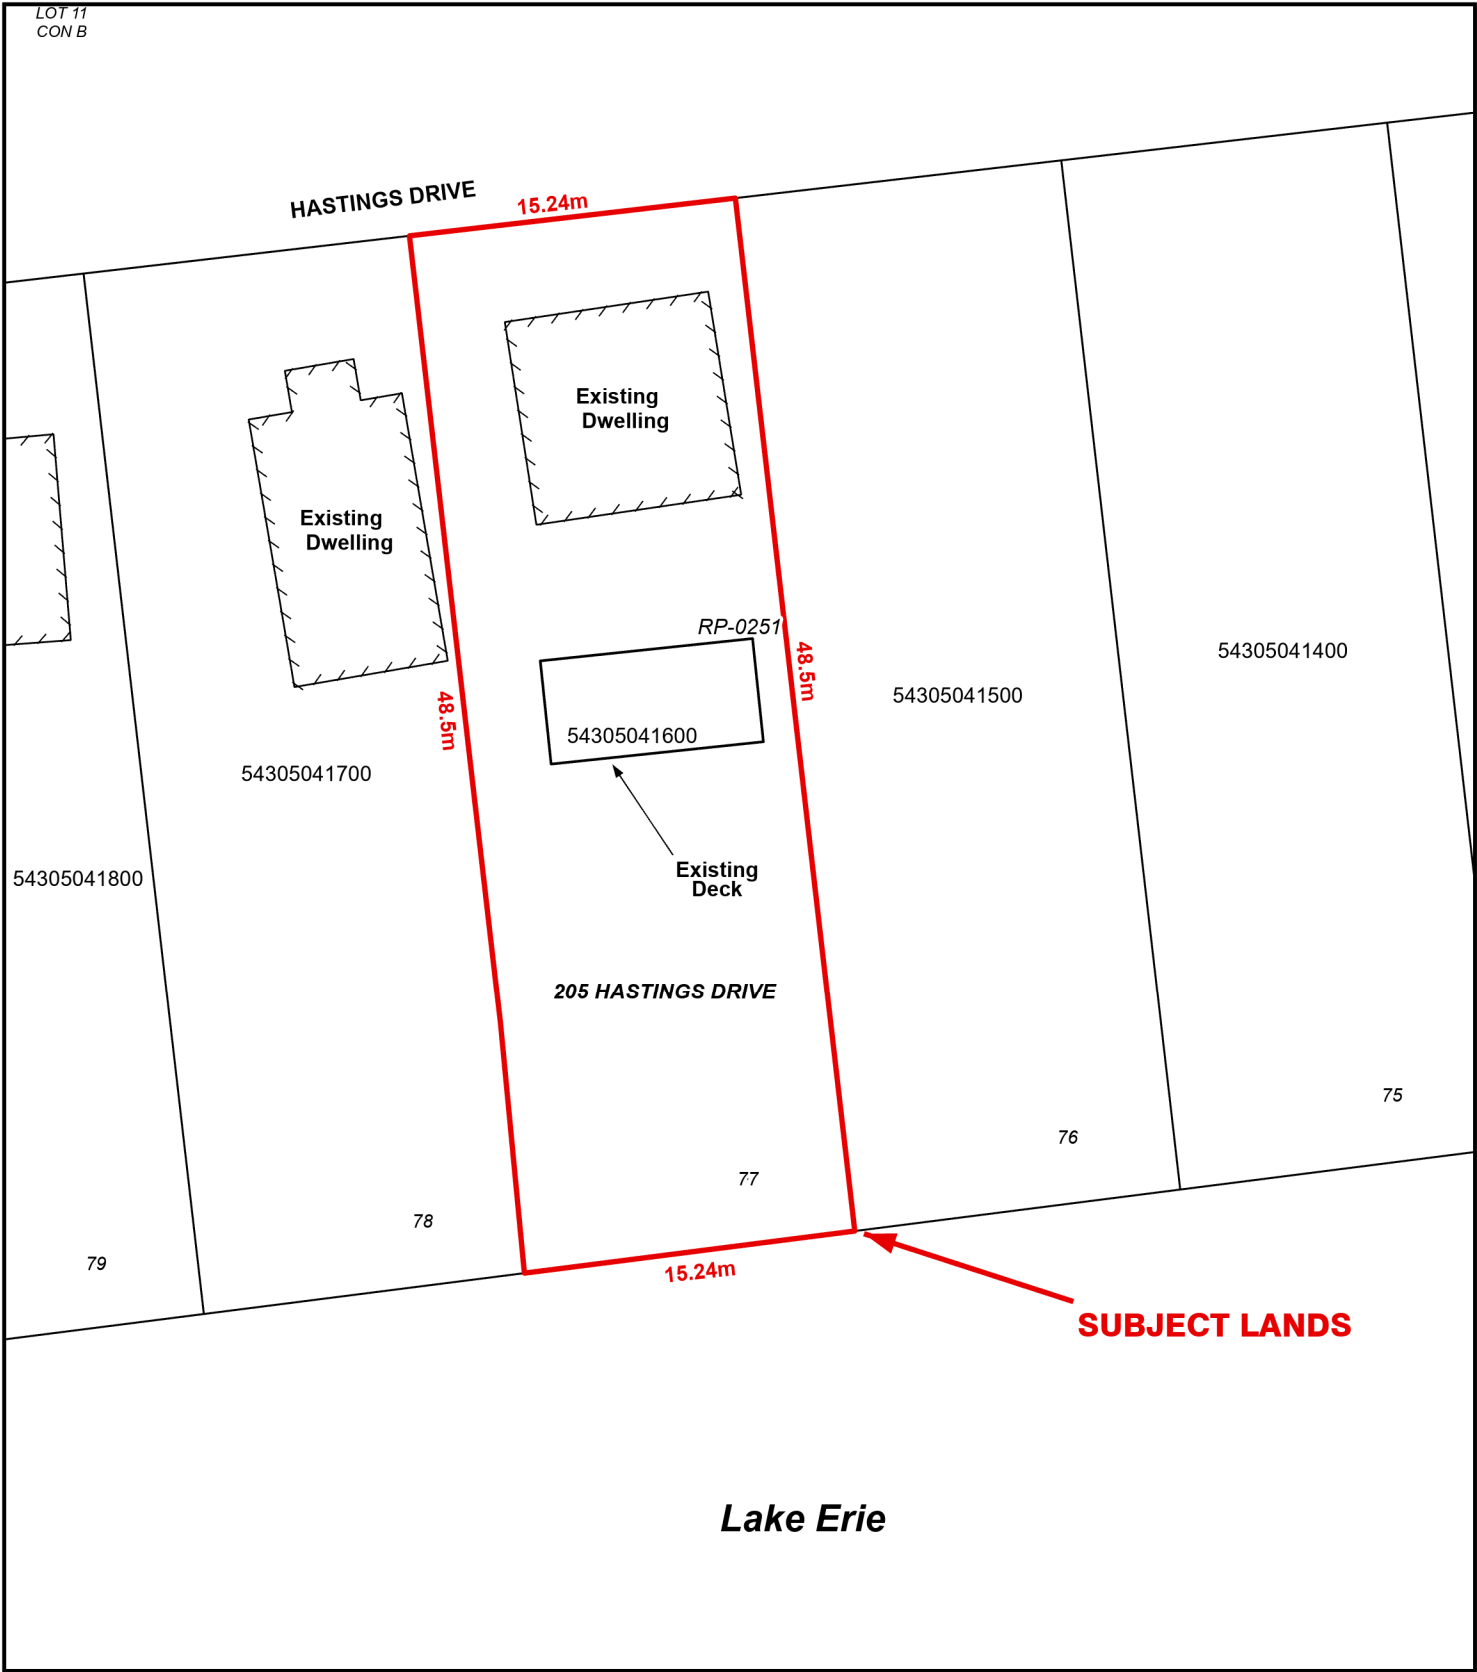 LOT 11
CON B
HASTINGS DRIVE
15.24m
Existing
Dwelling
Existing
Dwelling
RP-0251
48.5m
48.5m
54305041400
54305041500
54305041600
54305041700
Existing
Deck
54305041800
205 HASTINGS DRIVE
75
76
77
78
79
15.24m
SUBJECT LANDS
Lake Erie